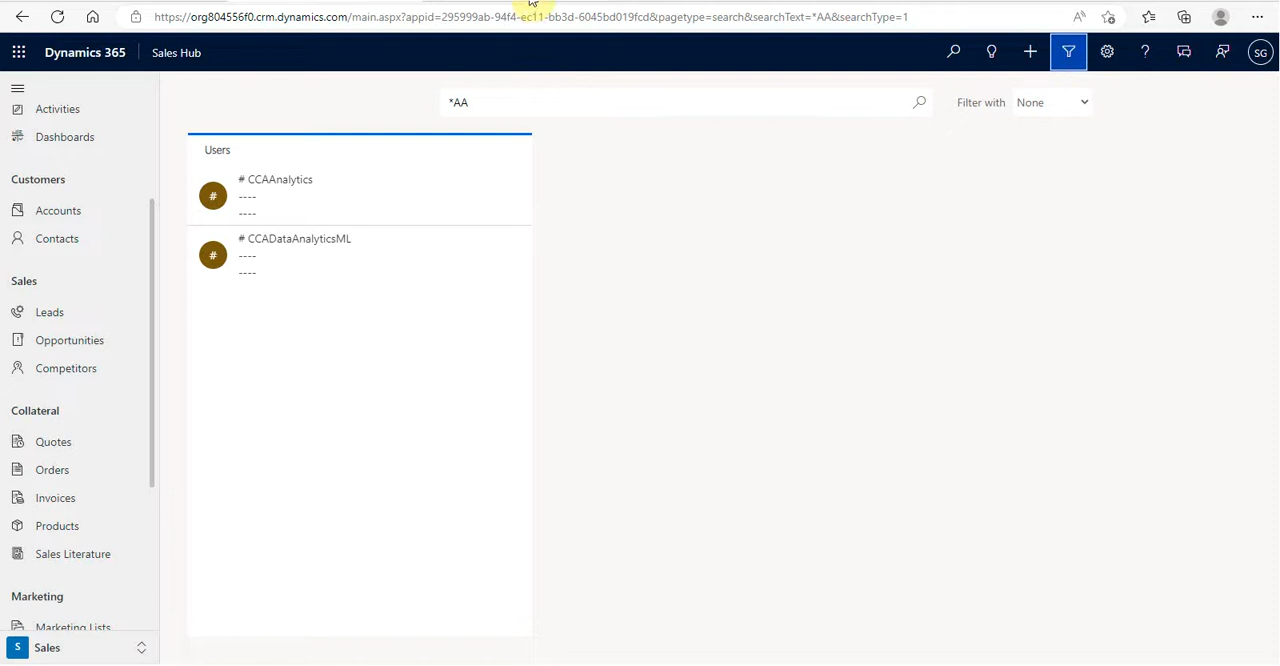 https://org804556f0.crm.dynamics.com/main.aspx?appid=295999ab-94f4-ec11-bb3d-6045bd019fcd&pagetype=search&searchText=*AA&searchType=1
Dynamics 365
Sales Hub
SG
Activities
Dashboards
Customers
Accounts
Contacts
Sales
Leads
Opportunities
Competitors
Collateral
Quotes
Orders
Invoices
Products
Sales Literature
Marketing
Marketing Lists
S Sales
*AA
Filter with None
Users
# CCAAnalytics
#
----
----
# CCADataAnalyticsML
#
----
----